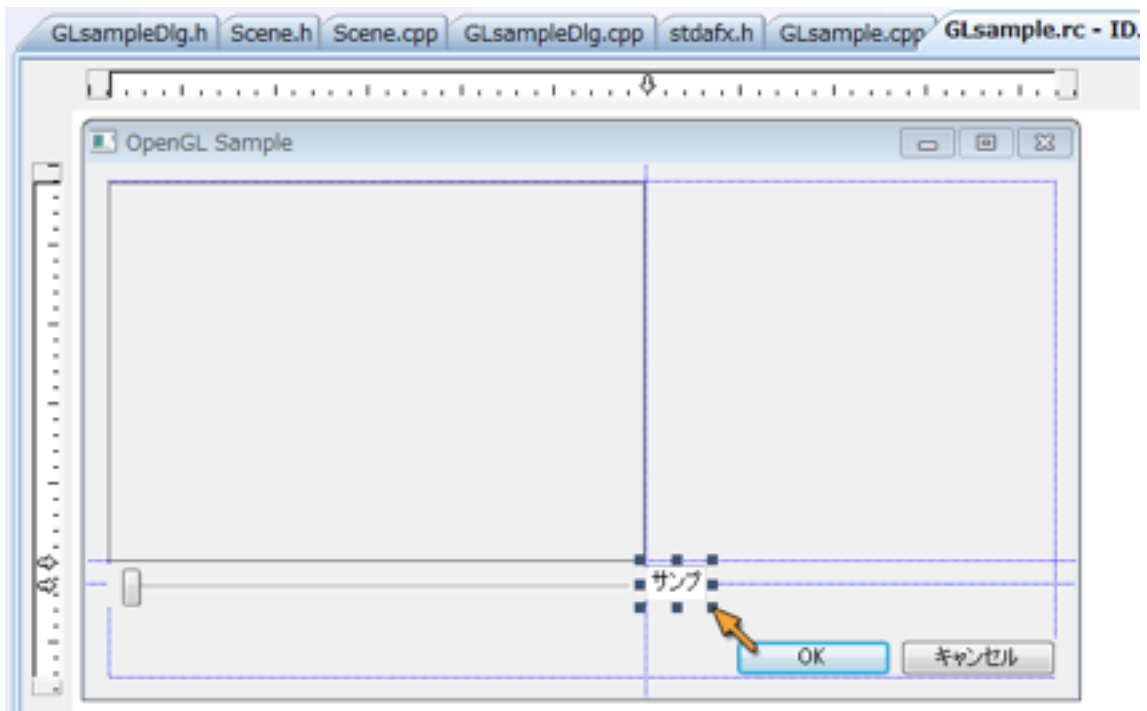 GLsampleDlg.h Scene.h Scene.cpp GLsampleDlg.cpp stdafx.h GLsample.cpp GLsample.rc - ID.
OpenGL Sample
サンプ
OK キャンセル